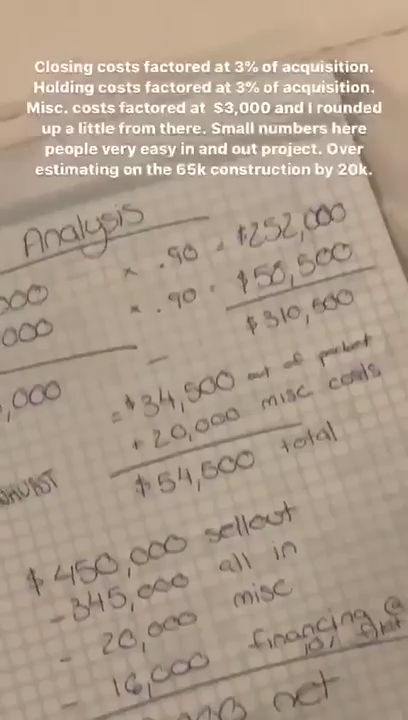 Closing costs factored at 3% of acquisition.
Holding costs factored at 3% of acquisition.
Misc. costs factored at $3,000 and I rounded
up a little from there. Small numbers here
people very easy in and out project. Over
estimating on the 65k construction by 20k.
Analysis
000 x .90 = $252,000
000 x .90 = $58,500
$310,500
,000 -
= $34,500 out of pocket
+ 20,000 misc costs
$54,500 total
$450,000 sellout
- 345,000 all in
- 20,000 misc
- 16,000 financing @
10%
net